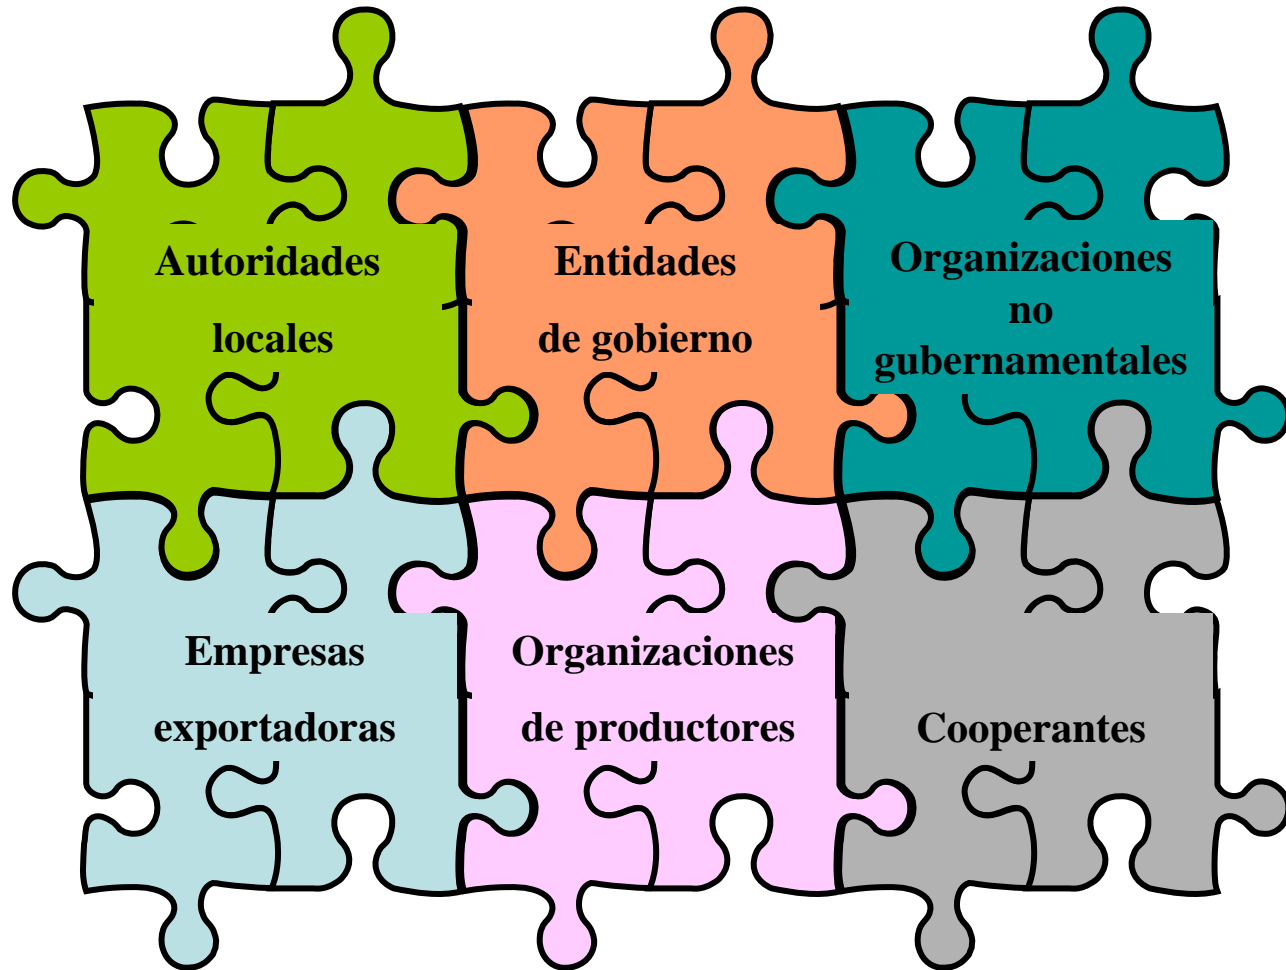 Autoridades
locales
Entidades
de gobierno
Organizaciones
no
gubernamentales
Empresas
exportadoras
Organizaciones
de productores
Cooperantes